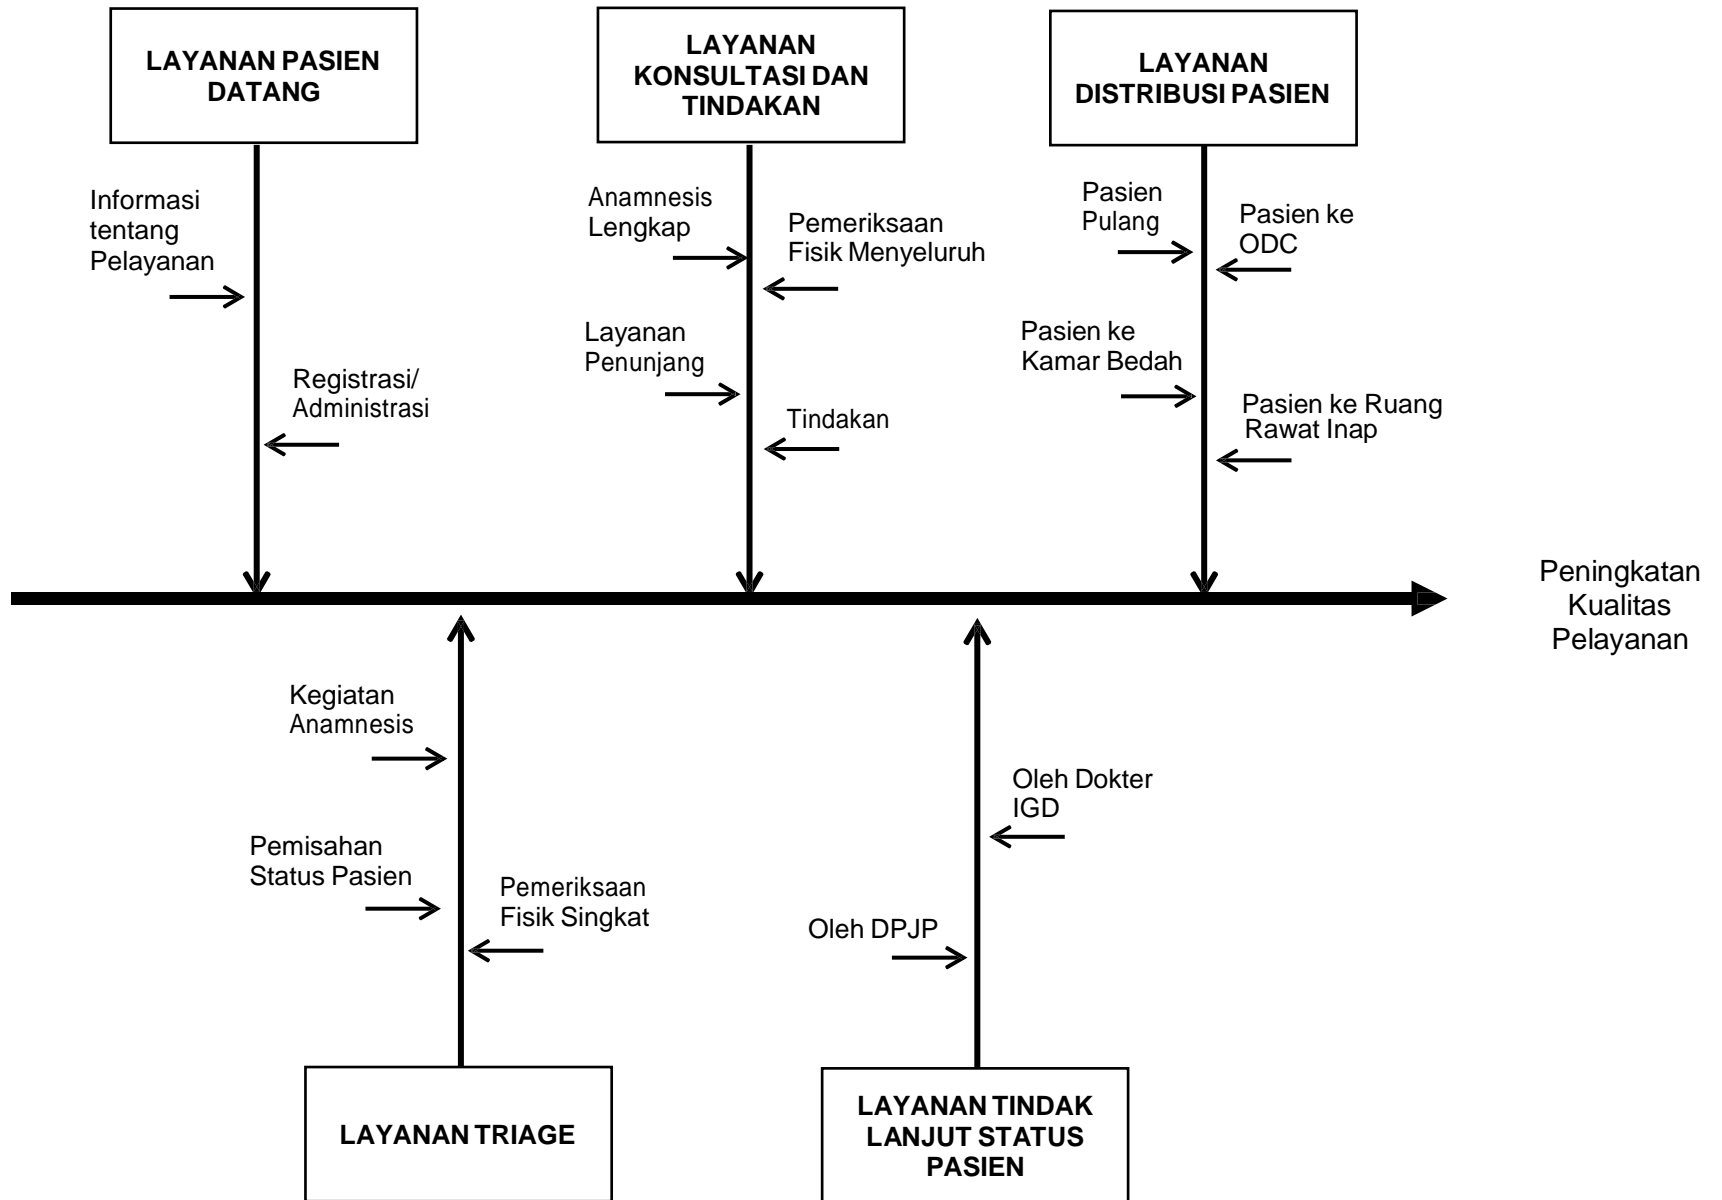 LAYANAN PASIEN
DATANG
LAYANAN
KONSULTASI DAN
TINDAKAN
LAYANAN
DISTRIBUSI PASIEN
Informasi
tentang
Pelayanan
Registrasi/
Administrasi
Anamnesis
Lengkap
Pemeriksaan
Fisik Menyeluruh
Layanan
Penunjang
Tindakan
Pasien
Pulang
Pasien ke
ODC
Pasien ke
Kamar Bedah
Pasien ke Ruang
Rawat Inap
Peningkatan
Kualitas
Pelayanan
Kegiatan
Anamnesis
Pemisahan
Status Pasien
Pemeriksaan
Fisik Singkat
Oleh Dokter
IGD
Oleh DPJP
LAYANAN TRIAGE
LAYANAN TINDAK
LANJUT STATUS
PASIEN